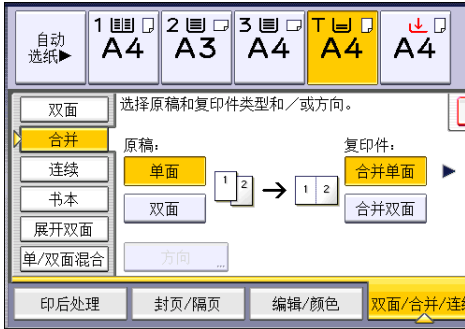 自动
选纸▶
1
A4
2
A3
3
A4
T
A4
A4
双面
选择原稿和复印件类型和／或方向。
合并
原稿:
复印件:
连续
单面
1
2
1 2
合并单面
书本
双面
合并双面
展开双面
单/双面混合
方向
...
印后处理
封页/隔页
编辑/颜色
双面/合并/连